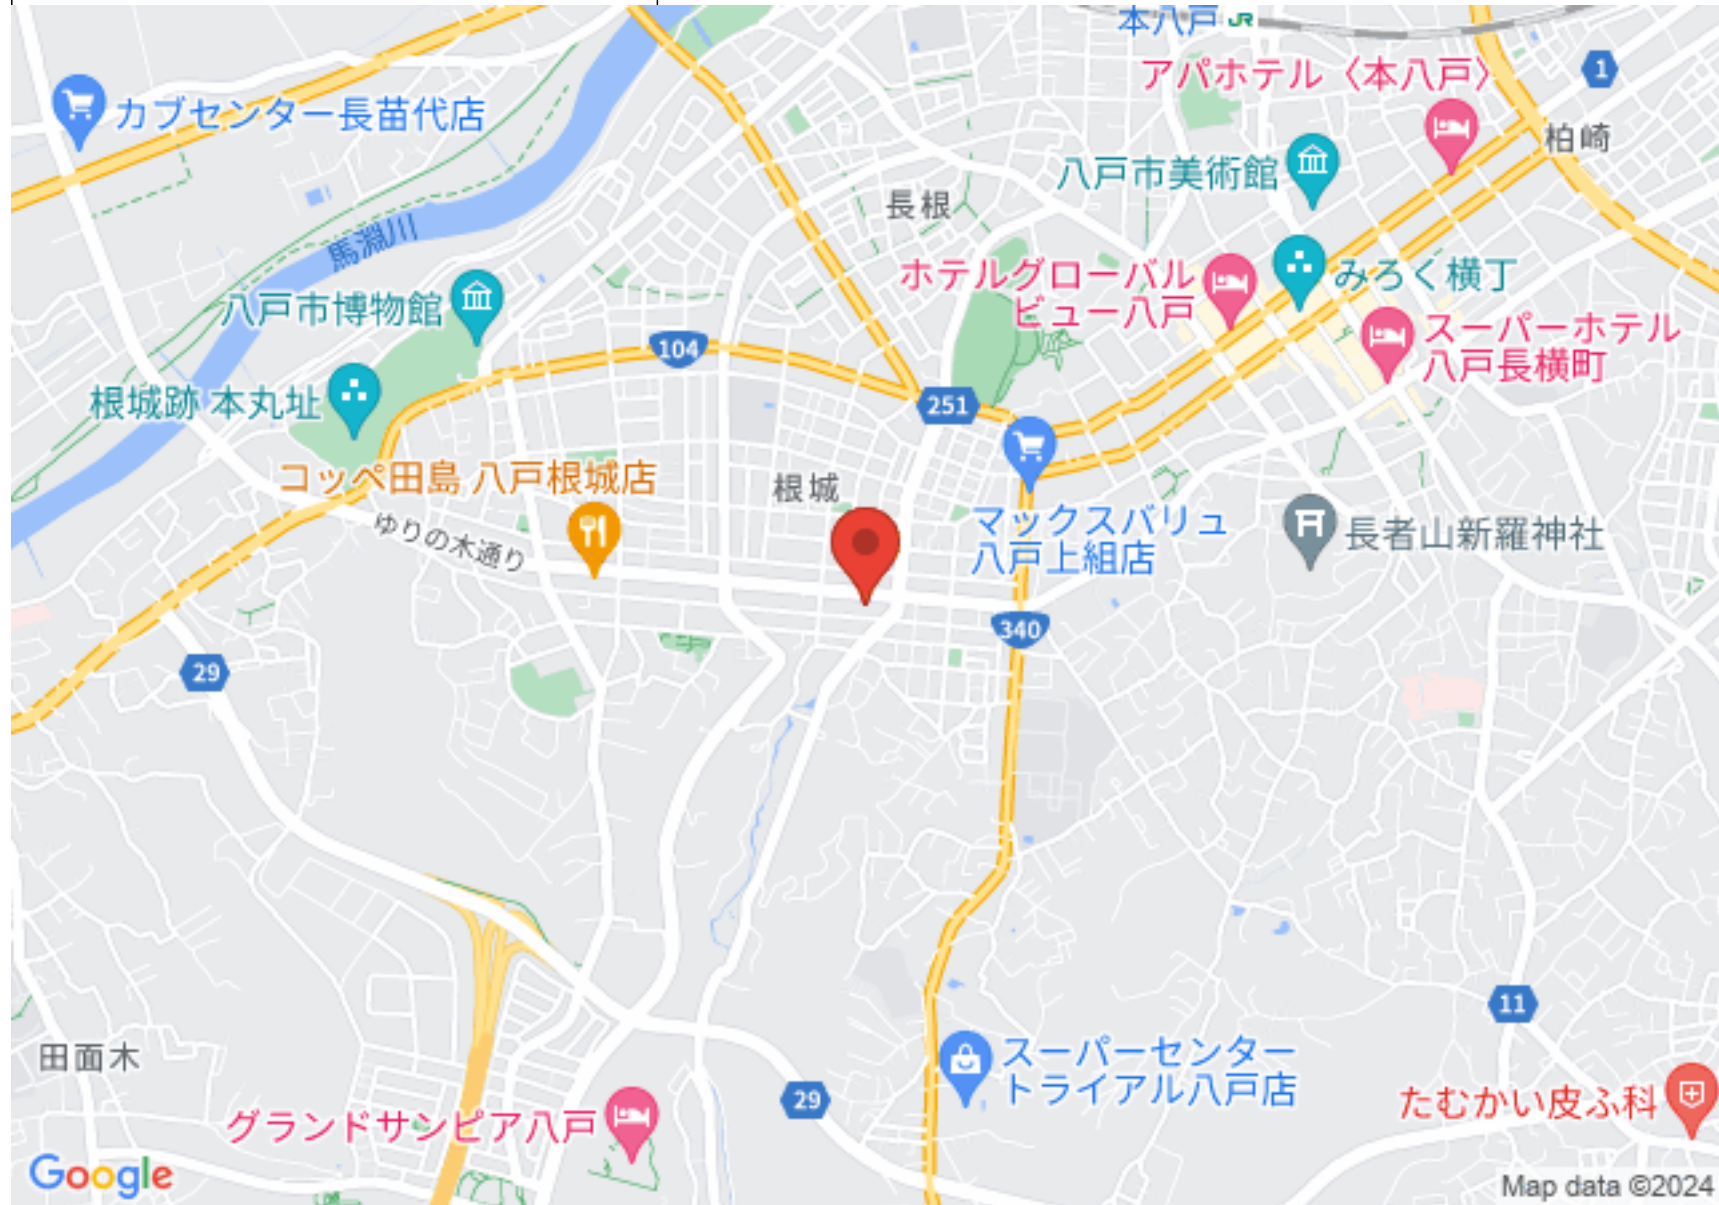 本八戸 JR
アパホテル〈本八戸〉
1
カブセンター長苗代店
柏崎
八戸市美術館
長根
馬淵川
ホテルグローバル
ビュー八戸
みろく横丁
八戸市博物館
スーパーホテル
八戸長横町
104
根城跡 本丸址
251
コッペ田島 八戸根城店
根城
ゆりの木通り
マックスバリュ
八戸上組店
長者山新羅神社
340
29
11
田面木
スーパーセンター
トライアル八戸店
29
たむかい皮ふ科
グランドサンピア八戸
Google
Map data ©2024